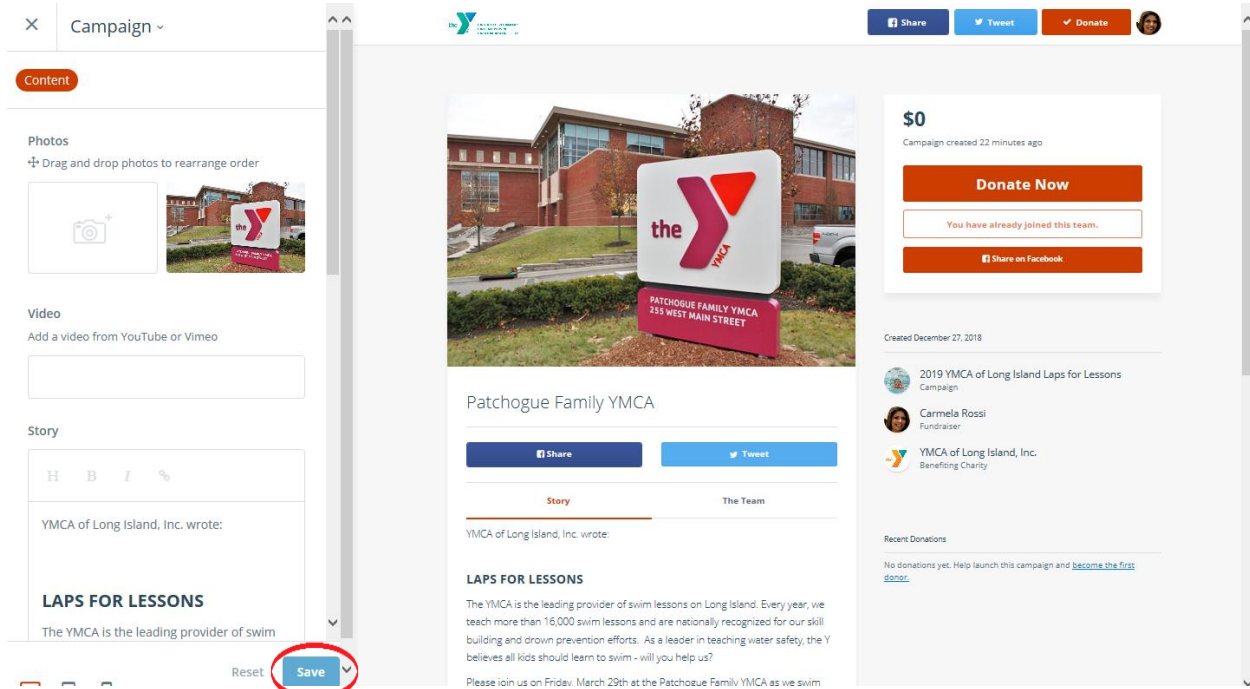 Campaign
Content
Photos
Drag and drop photos to rearrange order
the
YMCA
Video
Add a video from YouTube or Vimeo
Story
H B I
YMCA of Long Island, Inc. wrote:
LAPS FOR LESSONS
The YMCA is the leading provider of swim
Reset
Save
the
Share
Tweet
Donate
the
YMCA
PATCHOGUE FAMILY YMCA
255 WEST MAIN STREET
Patchogue Family YMCA
Share
Tweet
Story
The Team
YMCA of Long Island, Inc. wrote:
LAPS FOR LESSONS
The YMCA is the leading provider of swim lessons on Long Island. Every year, we
teach more than 16,000 swim lessons and are nationally recognized for our skill
building and drown prevention efforts. As a leader in teaching water safety, the Y
believes all kids should learn to swim - will you help us?
Please join us on Friday, March 29th at the Patchogue Family YMCA as we swim
$0
Campaign created 22 minutes ago
Donate Now
You have already joined this team.
Share on Facebook
Created December 27, 2018
2019 YMCA of Long Island Laps for Lessons
Campaign
Carmela Rossi
Fundraiser
YMCA of Long Island, Inc.
Benefiting Charity
Recent Donations
No donations yet. Help launch this campaign and become the first
donor.